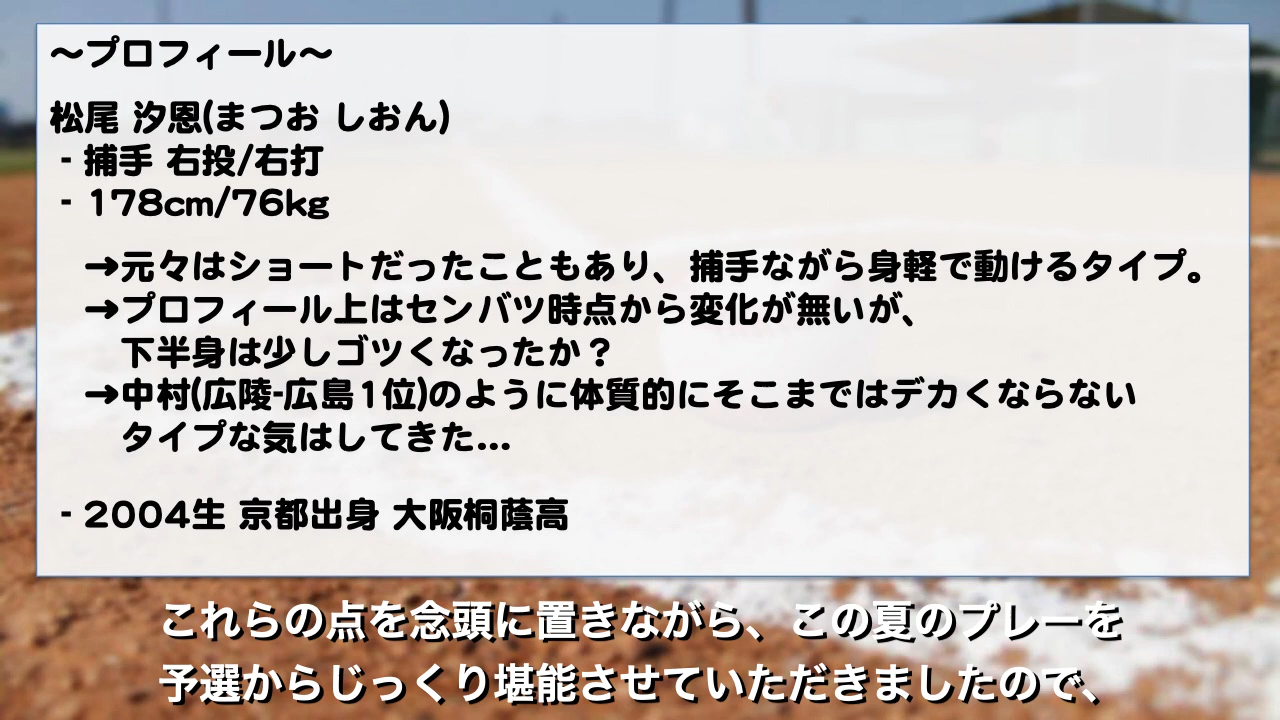 〜プロフィール〜
松尾 汐恩(まつお しおん)
- 捕手 右投/右打
- 178cm/76kg
→元々はショートだったこともあり、捕手ながら身軽で動けるタイプ。
→プロフィール上はセンバツ時点から変化が無いが、
下半身は少しゴツくなったか？
→中村(広陵-広島1位)のように体質的にそこまではデカくならない
タイプな気はしてきた…
- 2004生 京都出身 大阪桐蔭高
これらの点を念頭に置きながら、この夏のプレーを
予選からじっくり堪能させていただきましたので、